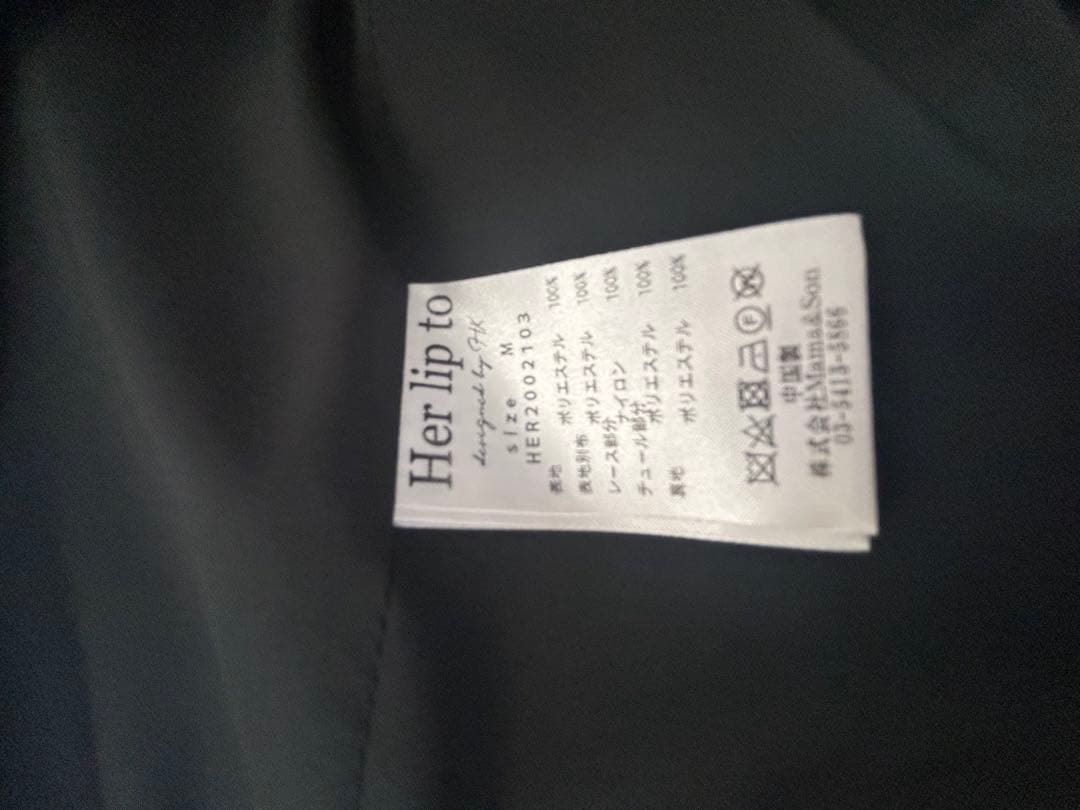 Her lip to
designed by HK
size M
HER2002103
表地 ポリエステル 100%
表地別布 ポリエステル 100%
レース部分 ナイロン 100%
チュール部分 ポリエステル 100%
裏地 ポリエステル 100%
F
中国製
株式会社Mama&Son
03-5413-5866